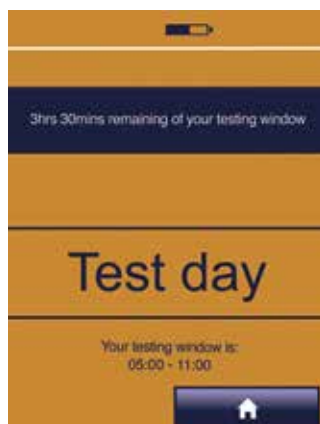 3hrs 30mins remaining of your testing window
Test day
Your testing window is:
05:00 - 11:00